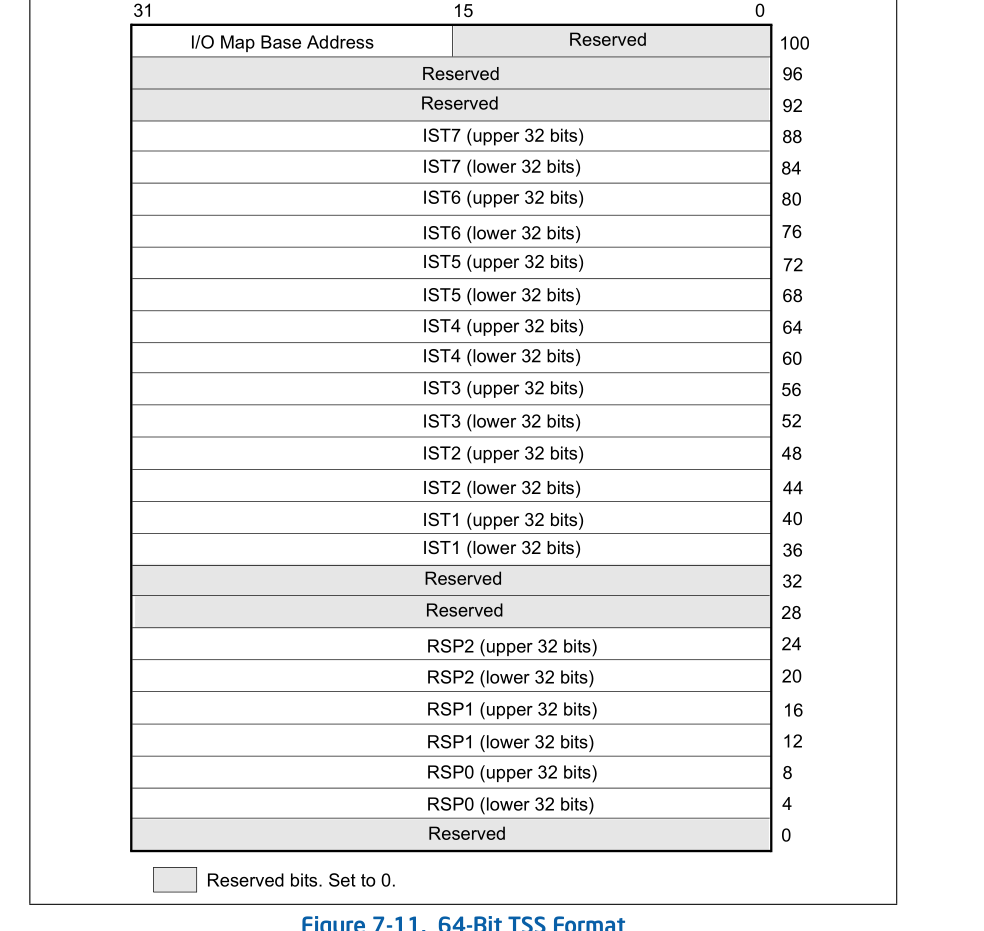 31 15 0
I/O Map Base Address Reserved 100
Reserved 96
Reserved 92
IST7 (upper 32 bits) 88
IST7 (lower 32 bits) 84
IST6 (upper 32 bits) 80
IST6 (lower 32 bits) 76
IST5 (upper 32 bits) 72
IST5 (lower 32 bits) 68
IST4 (upper 32 bits) 64
IST4 (lower 32 bits) 60
IST3 (upper 32 bits) 56
IST3 (lower 32 bits) 52
IST2 (upper 32 bits) 48
IST2 (lower 32 bits) 44
IST1 (upper 32 bits) 40
IST1 (lower 32 bits) 36
Reserved 32
Reserved 28
RSP2 (upper 32 bits) 24
RSP2 (lower 32 bits) 20
RSP1 (upper 32 bits) 16
RSP1 (lower 32 bits) 12
RSP0 (upper 32 bits) 8
RSP0 (lower 32 bits) 4
Reserved 0
Reserved bits. Set to 0.
Figure 7-11. 64-Bit TSS Format